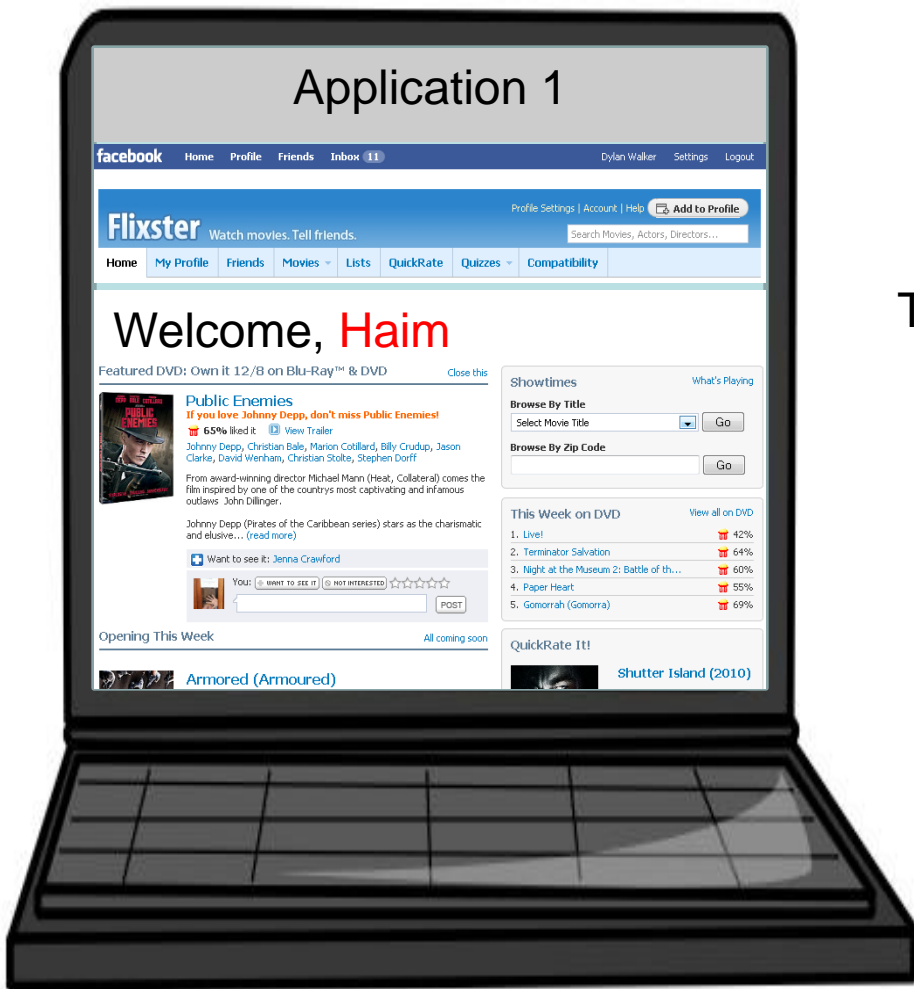 Application 1
facebook Home Profile Friends Inbox 11 Dylan Walker Settings Logout
Profile Settings | Account | Help Add to Profile
Flixster Watch movies. Tell friends.
Search Movies, Actors, Directors...
Home My Profile Friends Movies Lists QuickRate Quizzes Compatibility
T
Welcome, Haim
Featured DVD: Own it 12/8 on Blu-Ray™ & DVD Close this
PUBLIC ENEMIES
Public Enemies
If you love Johnny Depp, don't miss Public Enemies!
65% liked it View Trailer
Johnny Depp, Christian Bale, Marion Cotillard, Billy Crudup, Jason
Clarke, David Wenham, Christian Stolte, Stephen Dorff
From award-winning director Michael Mann (Heat, Collateral) comes the
film inspired by one of the countrys most captivating and infamous
outlaws John Dillinger.
Johnny Depp (Pirates of the Caribbean series) stars as the charismatic
and elusive... (read more)
Want to see it: Jenna Crawford
You: WANT TO SEE IT NOT INTERESTED
POST
Opening This Week All coming soon
Armored (Armoured)
Showtimes What's Playing
Browse By Title
Select Movie Title Go
Browse By Zip Code
Go
This Week on DVD View all on DVD
1. Live! 42%
2. Terminator Salvation 64%
3. Night at the Museum 2: Battle of th... 60%
4. Paper Heart 55%
5. Gomorrah (Gomorra) 69%
QuickRate It!
Shutter Island (2010)